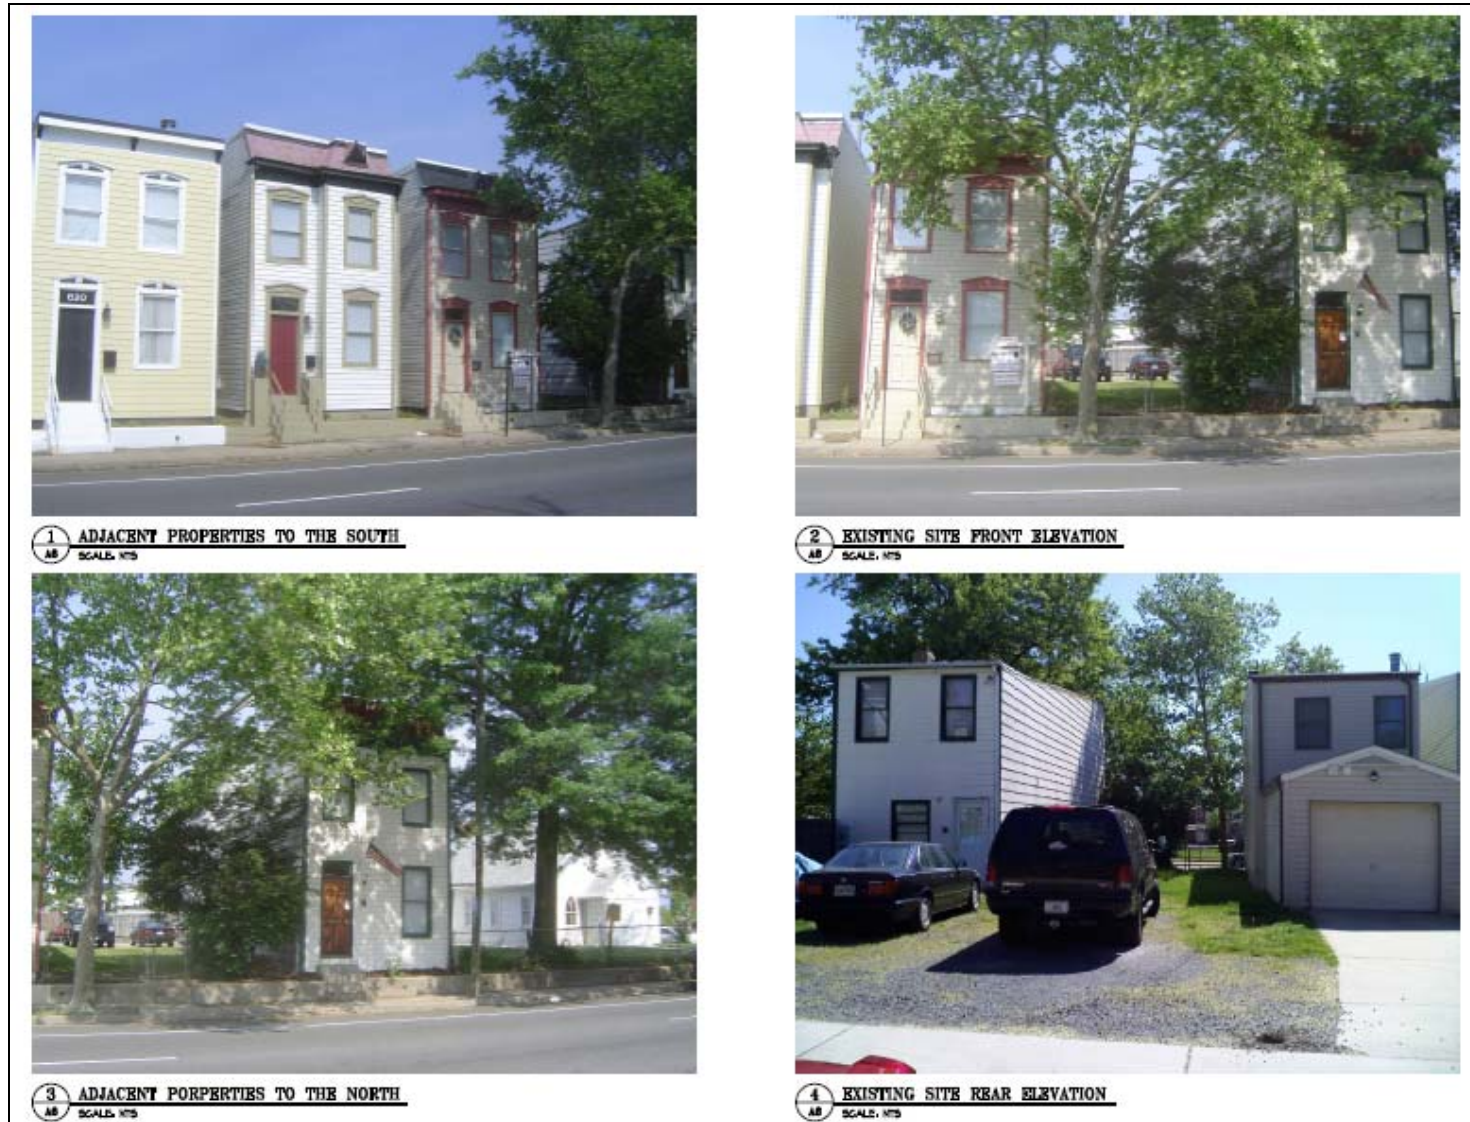 620
1 ADJACENT PROPERTIES TO THE SOUTH
A8 SCALE: NTS
2 EXISTING SITE FRONT ELEVATION
A8 SCALE: NTS
3 ADJACENT PORPERTIES TO THE NORTH
A8 SCALE: NTS
4 EXISTING SITE REAR ELEVATION
A8 SCALE: NTS